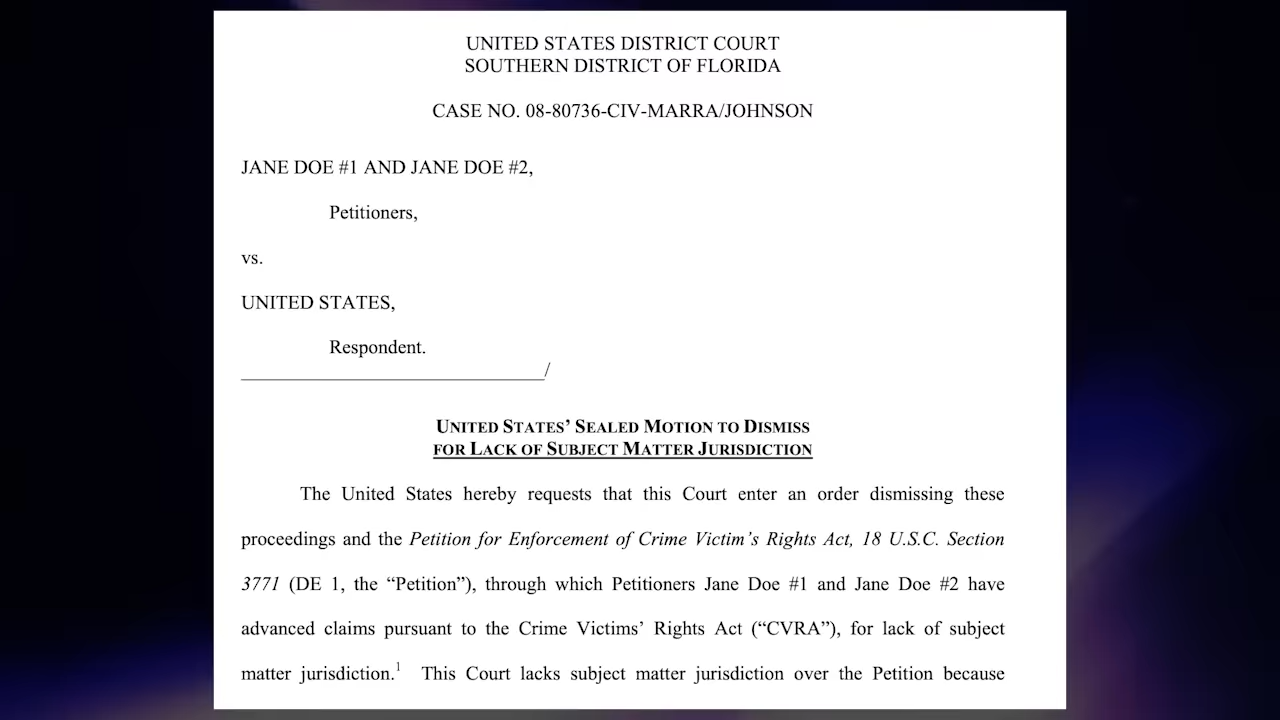 UNITED STATES DISTRICT COURT
SOUTHERN DISTRICT OF FLORIDA
CASE NO. 08-80736-CIV-MARRA/JOHNSON
JANE DOE #1 AND JANE DOE #2,
Petitioners,
vs.
UNITED STATES,
Respondent.
/
UNITED STATES’ SEALED MOTION TO DISMISS
FOR LACK OF SUBJECT MATTER JURISDICTION
The United States hereby requests that this Court enter an order dismissing these
proceedings and the Petition for Enforcement of Crime Victim’s Rights Act, 18 U.S.C. Section
3771 (DE 1, the “Petition”), through which Petitioners Jane Doe #1 and Jane Doe #2 have
advanced claims pursuant to the Crime Victims’ Rights Act (“CVRA”), for lack of subject
matter jurisdiction.1 This Court lacks subject matter jurisdiction over the Petition because